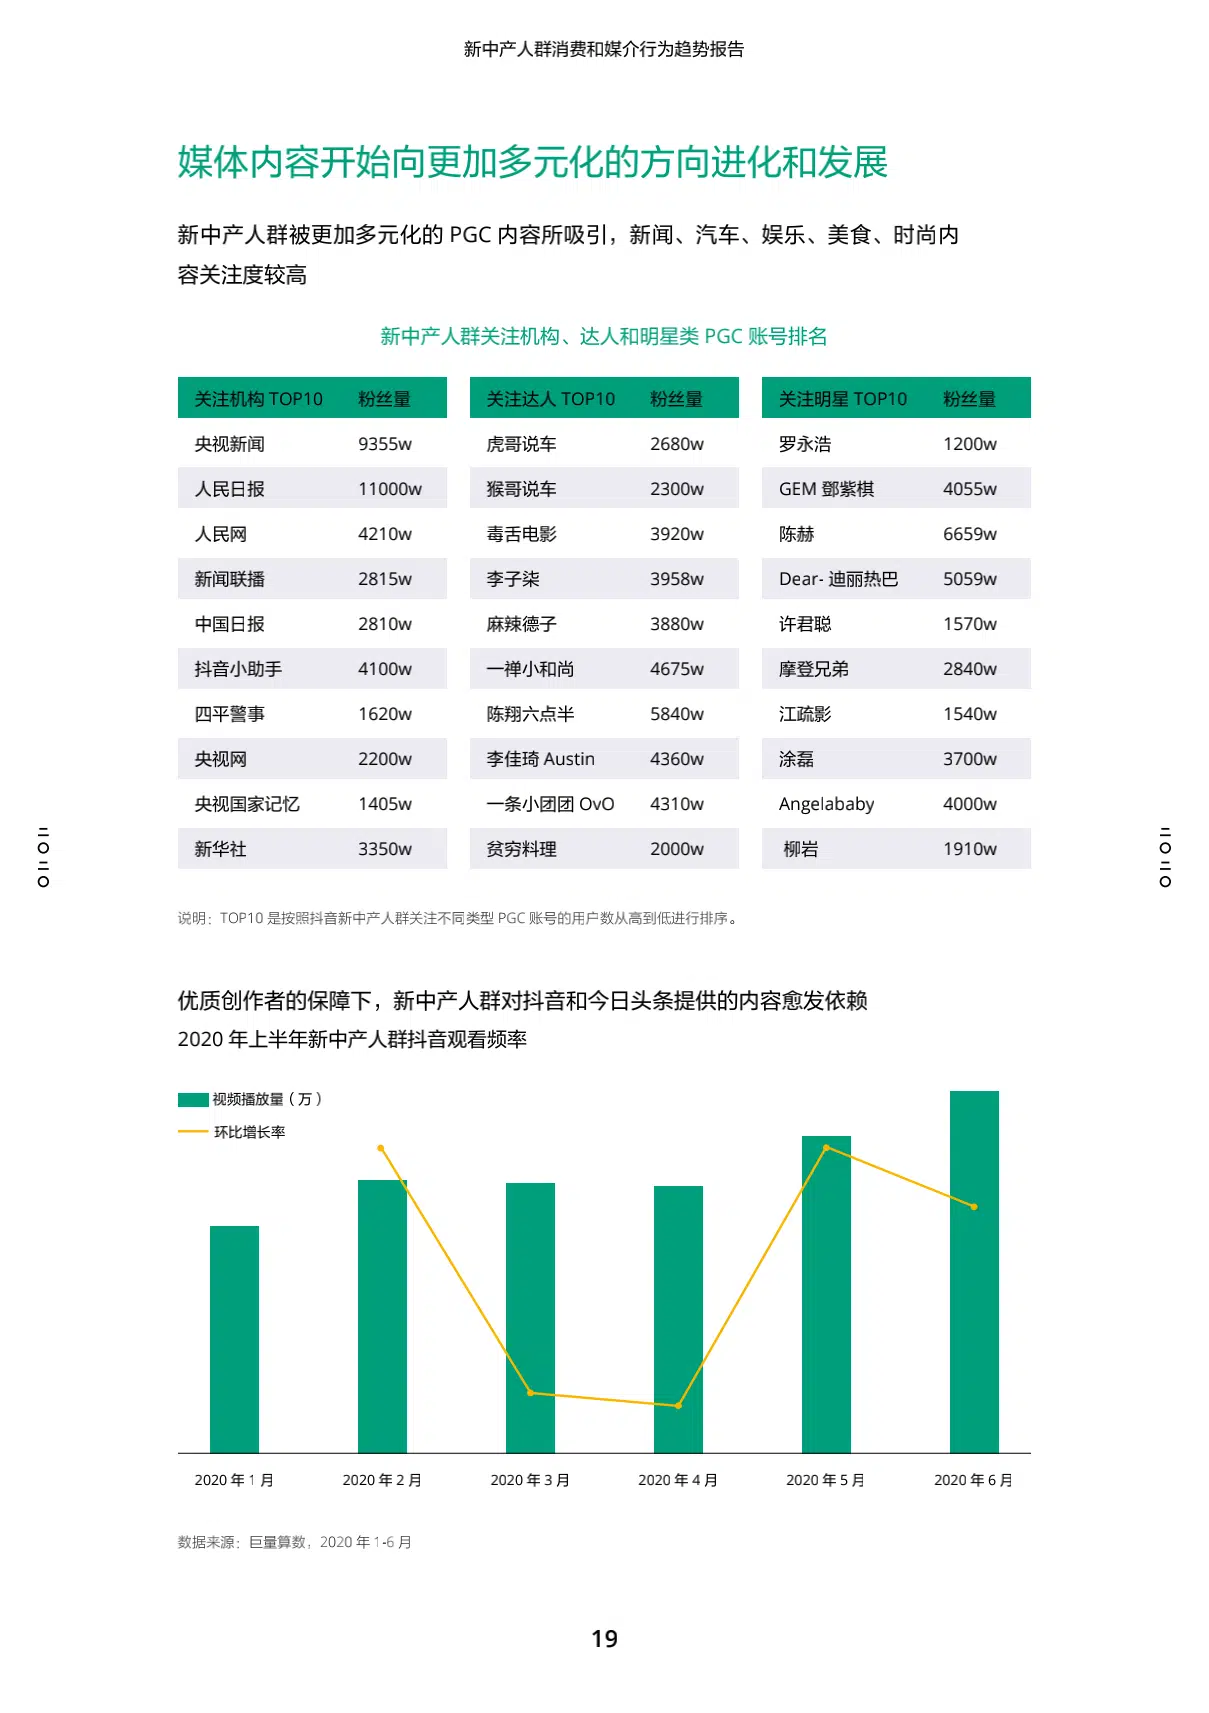 新中产人群消费和媒介行为趋势报告
媒体内容开始向更加多元化的方向进化和发展
新中产人群被更加多元化的 PGC 内容所吸引，新闻、汽车、娱乐、美食、时尚内
容关注度较高
新中产人群关注机构、达人和明星类 PGC 账号排名
关注机构 TOP10 粉丝量 关注达人 TOP10 粉丝量 关注明星 TOP10 粉丝量
央视新闻 9355w 虎哥说车 2680w 罗永浩 1200w
人民日报 11000w 猴哥说车 2300w GEM 鄧紫棋 4055w
人民网 4210w 毒舌电影 3920w 陈赫 6659w
新闻联播 2815w 李子柒 3958w Dear- 迪丽热巴 5059w
中国日报 2810w 麻辣德子 3880w 许君聪 1570w
抖音小助手 4100w 一禅小和尚 4675w 摩登兄弟 2840w
四平警事 1620w 陈翔六点半 5840w 江疏影 1540w
央视网 2200w 李佳琦 Austin 4360w 涂磊 3700w
央视国家记忆 1405w 一条小团团 OvO 4310w Angelababy 4000w
新华社 3350w 贫穷料理 2000w 柳岩 1910w
说明：TOP10 是按照抖音新中产人群关注不同类型 PGC 账号的用户数从高到低进行排序。
2020
2020
优质创作者的保障下，新中产人群对抖音和今日头条提供的内容愈发依赖
2020 年上半年新中产人群抖音观看频率
视频播放量（万）
环比增长率
2020 年 1 月 2020 年 2 月 2020 年 3 月 2020 年 4 月 2020 年 5 月 2020 年 6 月
数据来源：巨量算数，2020 年 1-6 月
19